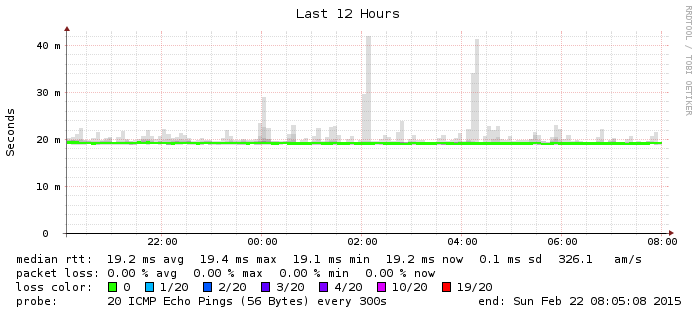 Last 12 Hours
RRDTOOL / TOBI OETIKER
Seconds
40 m
30 m
20 m
10 m
0
22:00 00:00 02:00 04:00 06:00 08:00
median rtt: 19.2 ms avg 19.4 ms max 19.1 ms min 19.2 ms now 0.1 ms sd 326.1 am/s
packet loss: 0.00 % avg 0.00 % max 0.00 % min 0.00 % now
loss color: 0 1/20 2/20 3/20 4/20 10/20 19/20
probe: 20 ICMP Echo Pings (56 Bytes) every 300s end: Sun Feb 22 08:05:08 2015